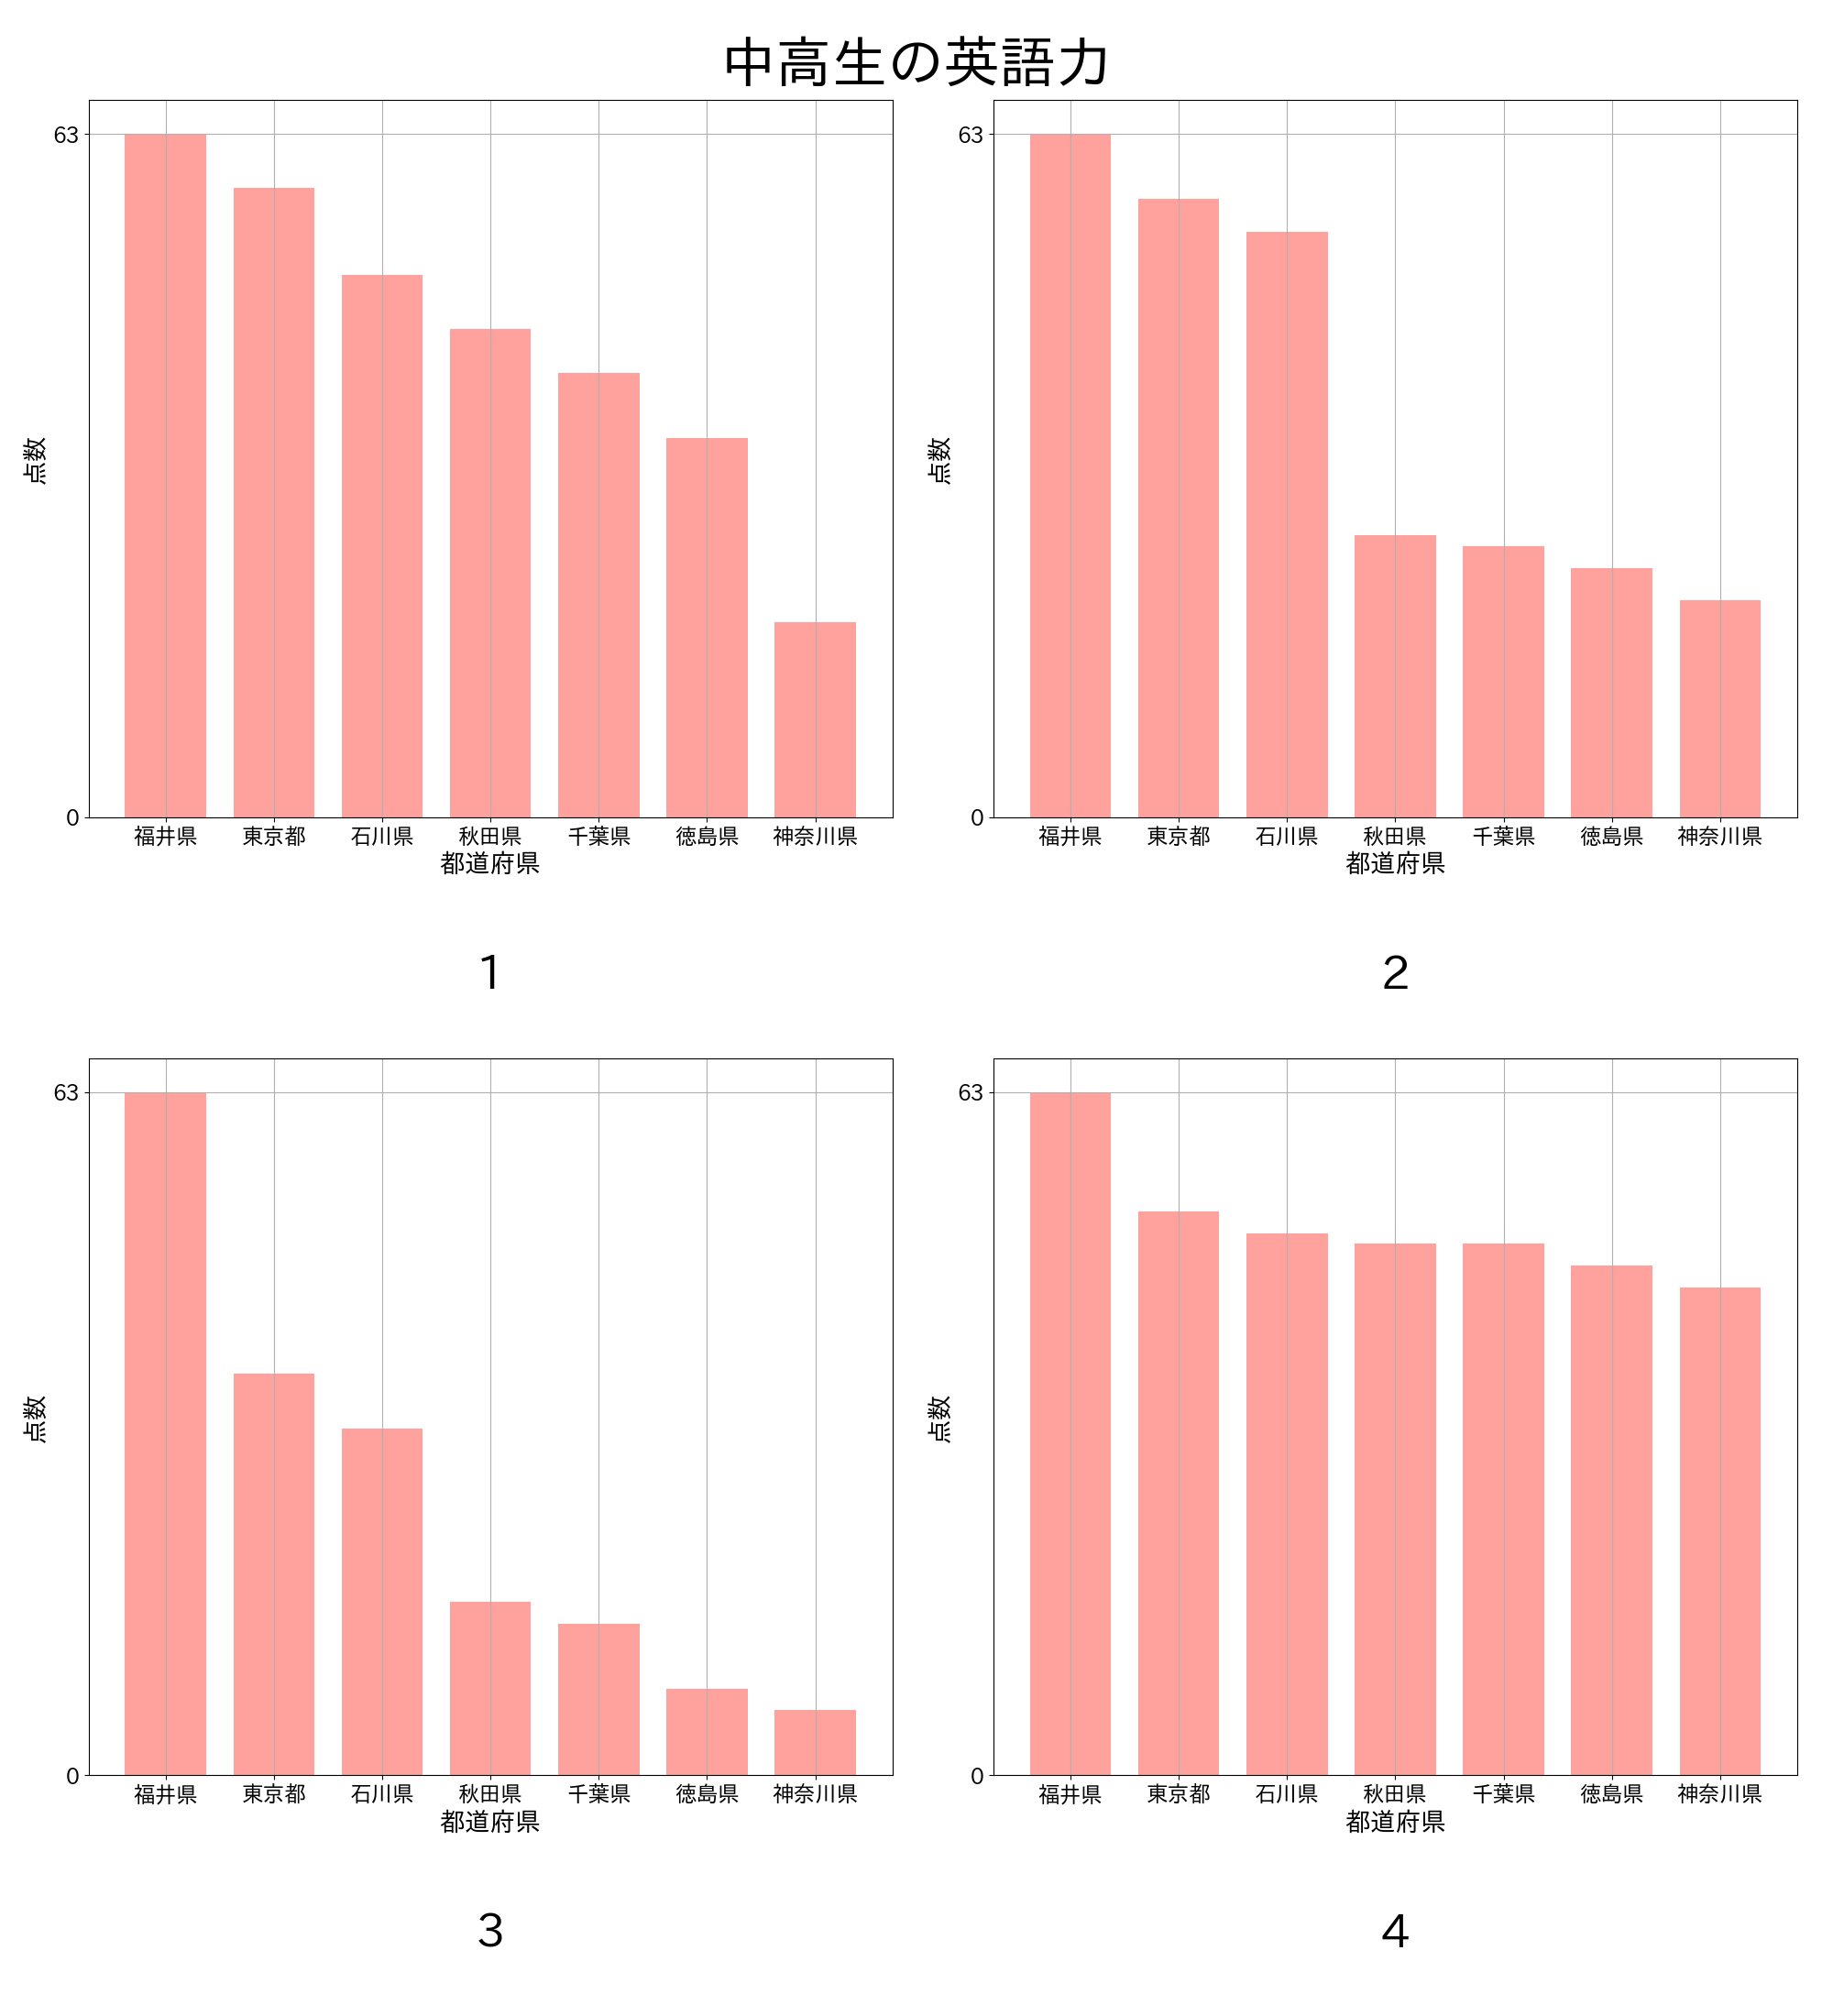 中高生の英語力
63
0
点数
福井県 東京都 石川県 秋田県 千葉県 徳島県 神奈川県
都道府県
1
63
0
点数
福井県 東京都 石川県 秋田県 千葉県 徳島県 神奈川県
都道府県
2
63
0
点数
福井県 東京都 石川県 秋田県 千葉県 徳島県 神奈川県
都道府県
3
63
0
点数
福井県 東京都 石川県 秋田県 千葉県 徳島県 神奈川県
都道府県
4